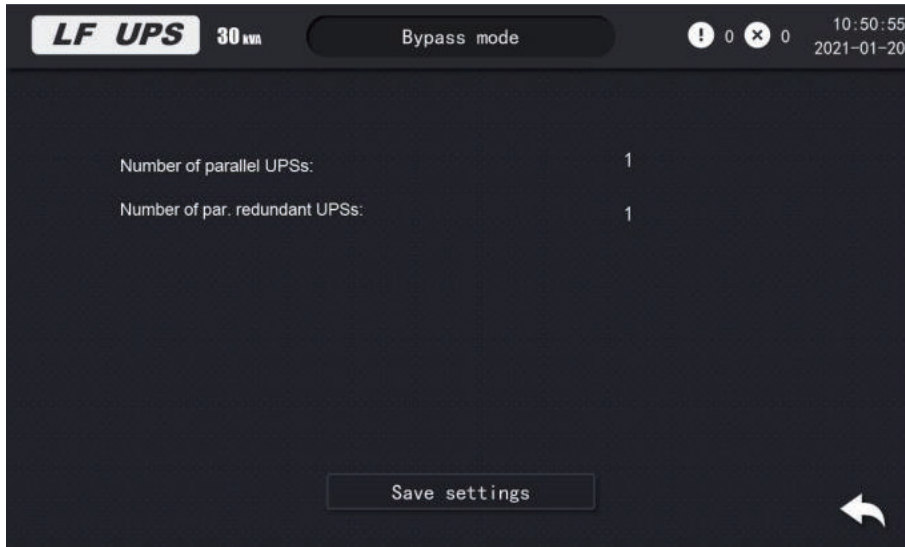 LF UPS 30 KVA Bypass mode ! 0 × 0 10:50:55
2021-01-20
Number of parallel UPSs: 1
Number of par. redundant UPSs: 1
Save settings